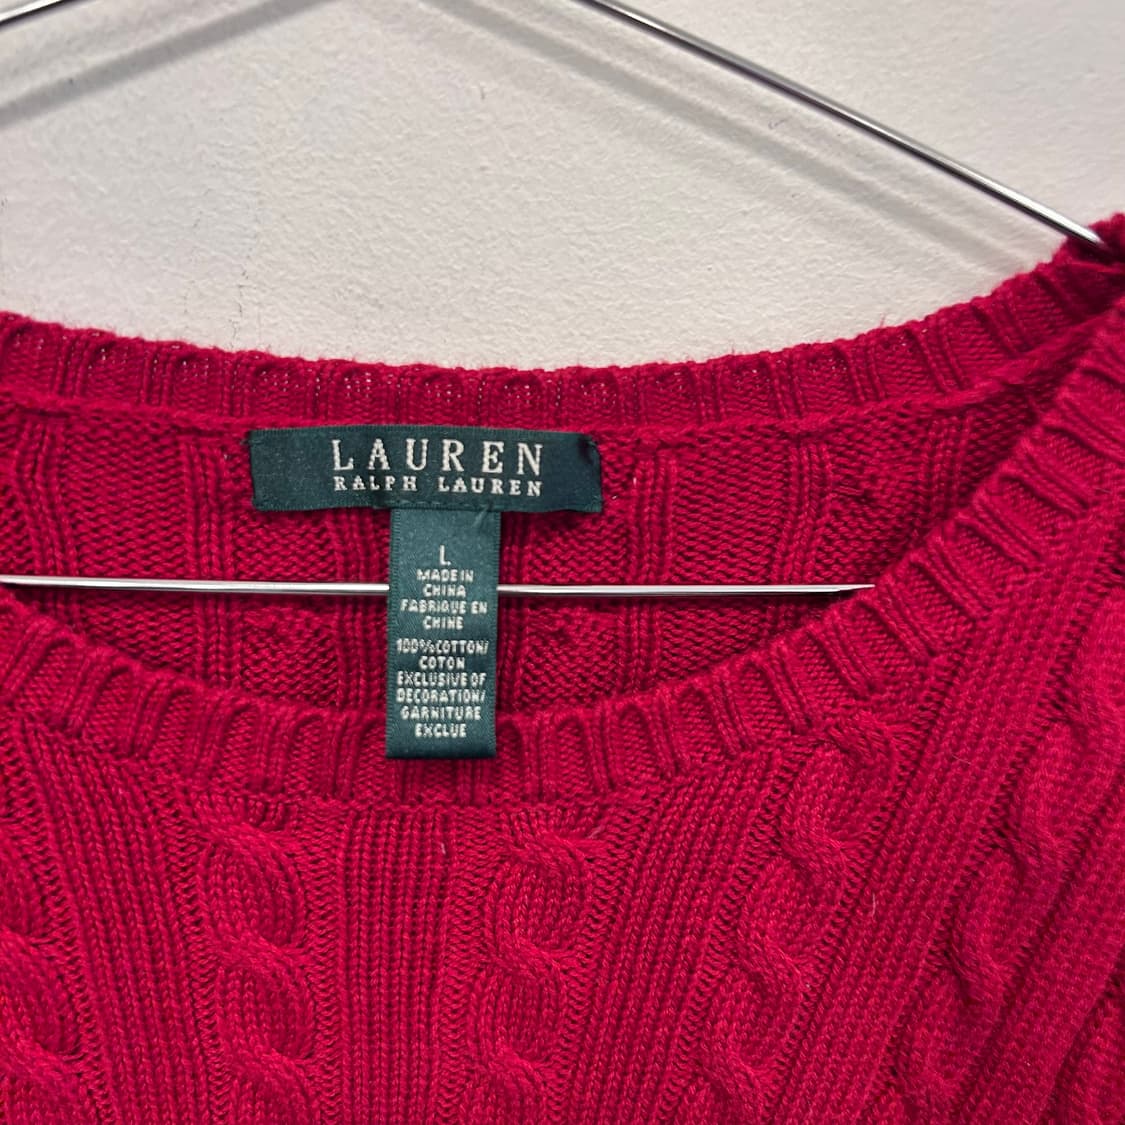 LAUREN
RALPH LAUREN
L
MADE IN
CHINA
FABRIQUE EN
CHINE
100%COTTON/
COTON
EXCLUSIVE OF
DECORATION/
GARNITURE
EXCLUE